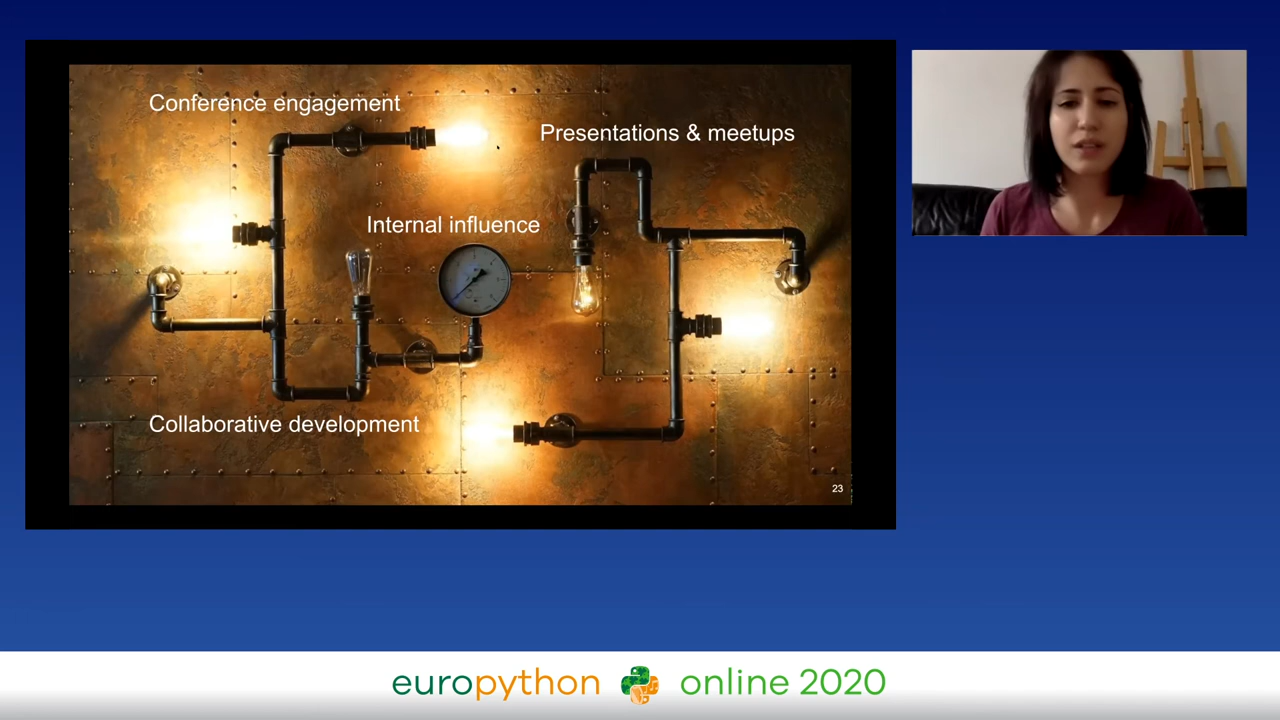 Conference engagement
Presentations & meetups
Internal influence
Collaborative development
23
europython online 2020